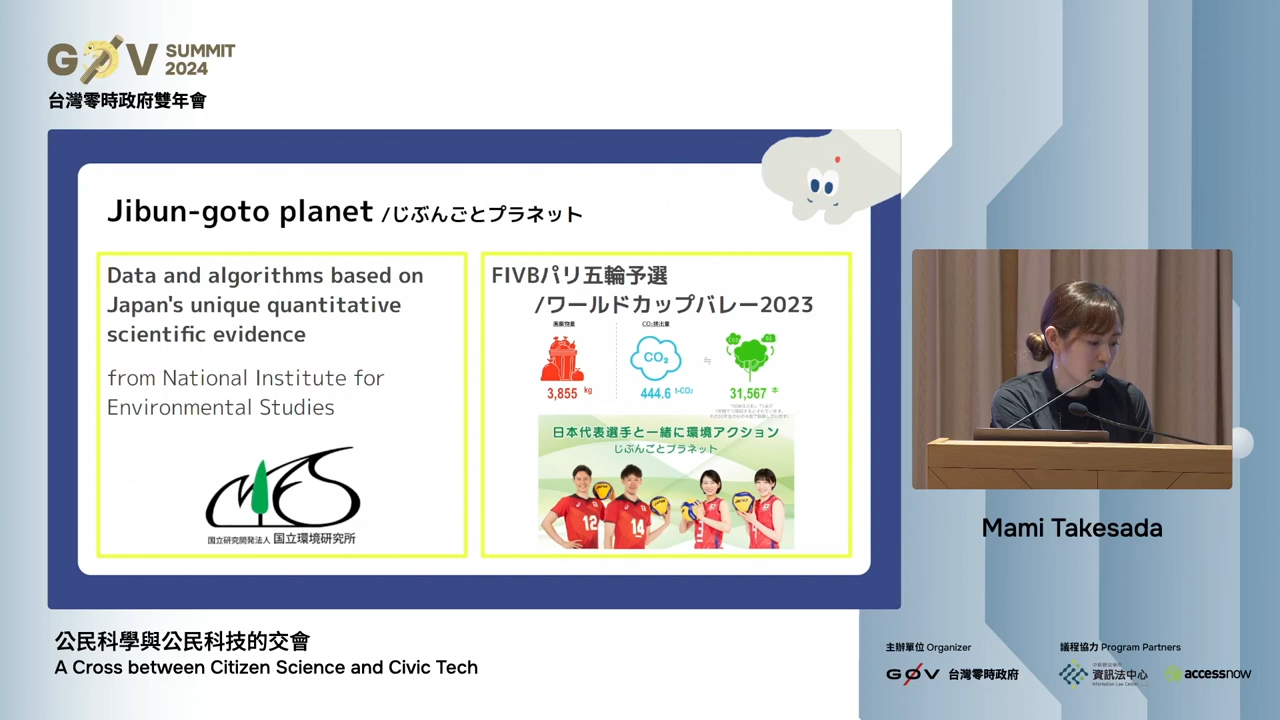 GØV SUMMIT
2024
台灣零時政府雙年會
Jibun-goto planet /じぶんごとプラネット
Data and algorithms based on
Japan's unique quantitative
scientific evidence
from National Institute for
Environmental Studies
NIES
国立研究開発法人 国立環境研究所
FIVBパリ五輪予選
/ワールドカップバレー2023
廃棄物量
CO₂排出量
CO₂
3,855 kg
444.6 t-CO₂
31,567 本
日本代表選手と一緒に環境アクション
じぶんごとプラネット
12
14
3
4
Mami Takesada
公民科學與公民科技的交會
A Cross between Citizen Science and Civic Tech
主辦單位 Organizer
GØV 台灣零時政府
議程協力 Program Partners
資訊法中心
Information Law Center
accessnow